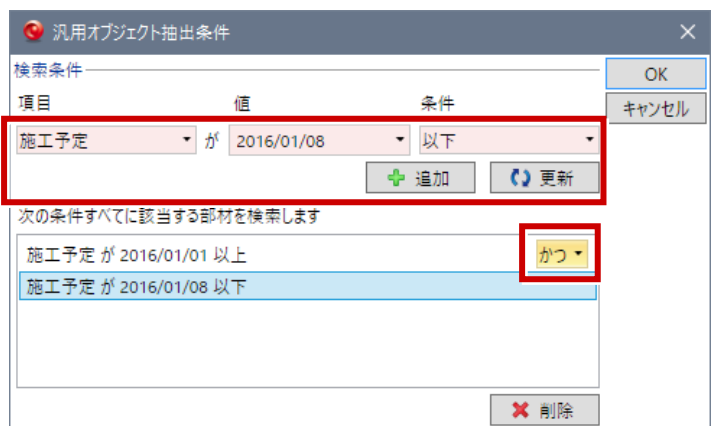 汎用オブジェクト抽出条件
検索条件
OK
項目 値 条件
キャンセル
施工予定 が 2016/01/08 以下
追加 更新
次の条件すべてに該当する部材を検索します
施工予定 が 2016/01/01 以上 かつ
施工予定 が 2016/01/08 以下
削除